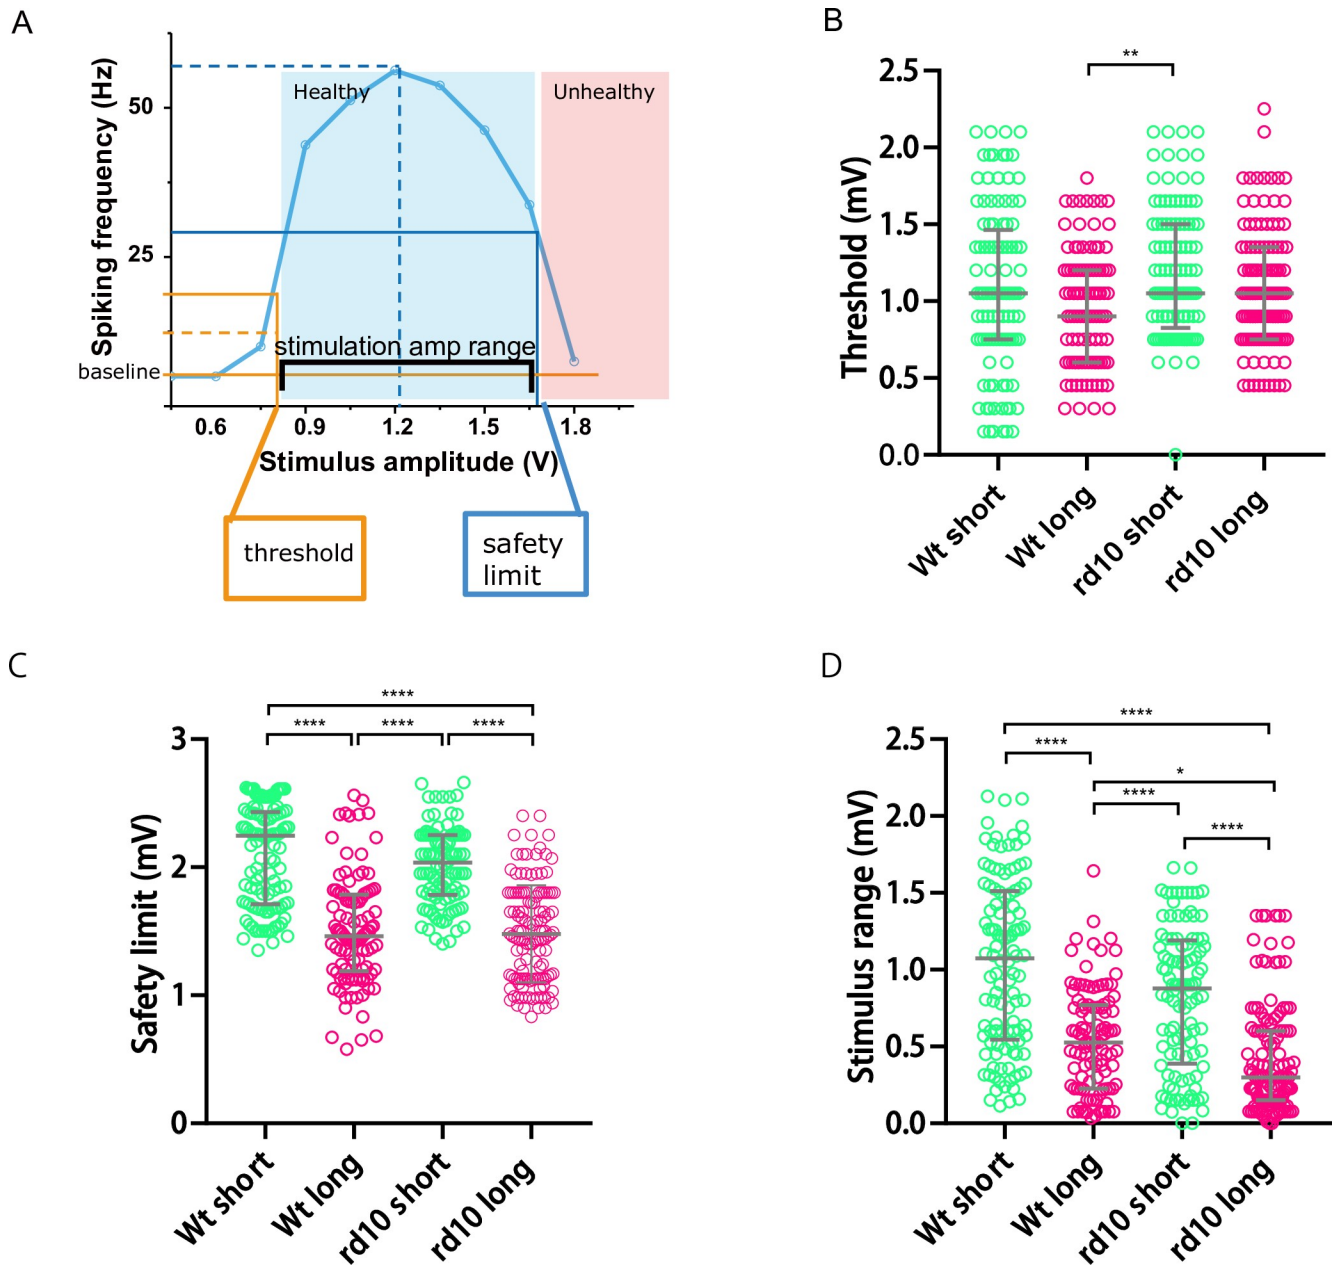 A
Spiking frequency (Hz)
50
25
baseline
Healthy
Unhealthy
stimulation amp range
0.6 0.9 1.2 1.5 1.8
Stimulus amplitude (V)
threshold
safety
limit
B
**
Threshold (mV)
2.5
2.0
1.5
1.0
0.5
0.0
Wt short
Wt long
rd10 short
rd10 long
C
****
**** **** ****
Safety limit (mV)
3
2
1
0
Wt short
Wt long
rd10 short
rd10 long
D
****
****
*
****
****
Stimulus range (mV)
2.5
2.0
1.5
1.0
0.5
0.0
Wt short
Wt long
rd10 short
rd10 long